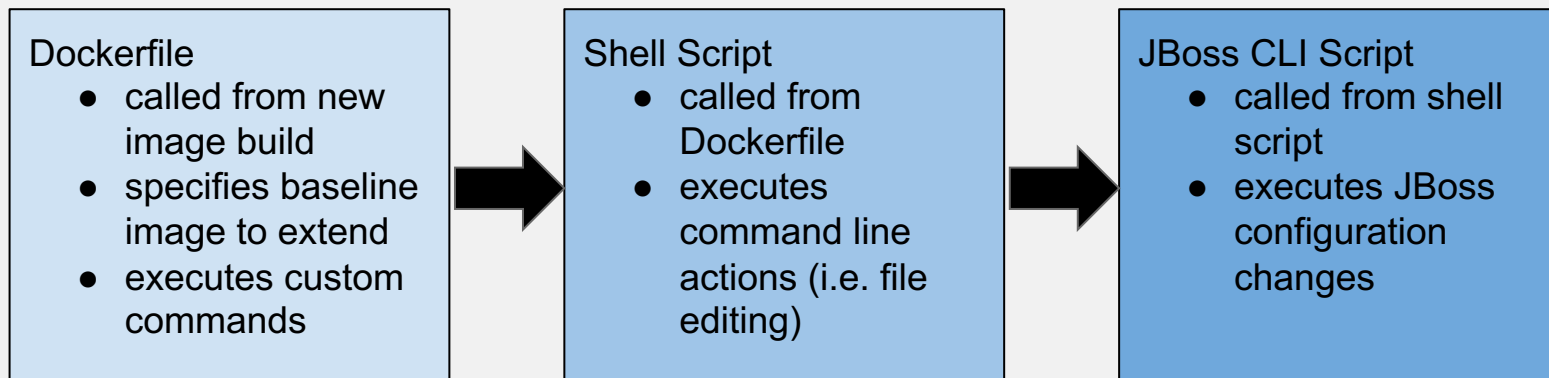 Dockerfile
● called from new
image build
● specifies baseline
image to extend
● executes custom
commands
Shell Script
● called from
Dockerfile
● executes
command line
actions (i.e. file
editing)
JBoss CLI Script
● called from shell
script
● executes JBoss
configuration
changes